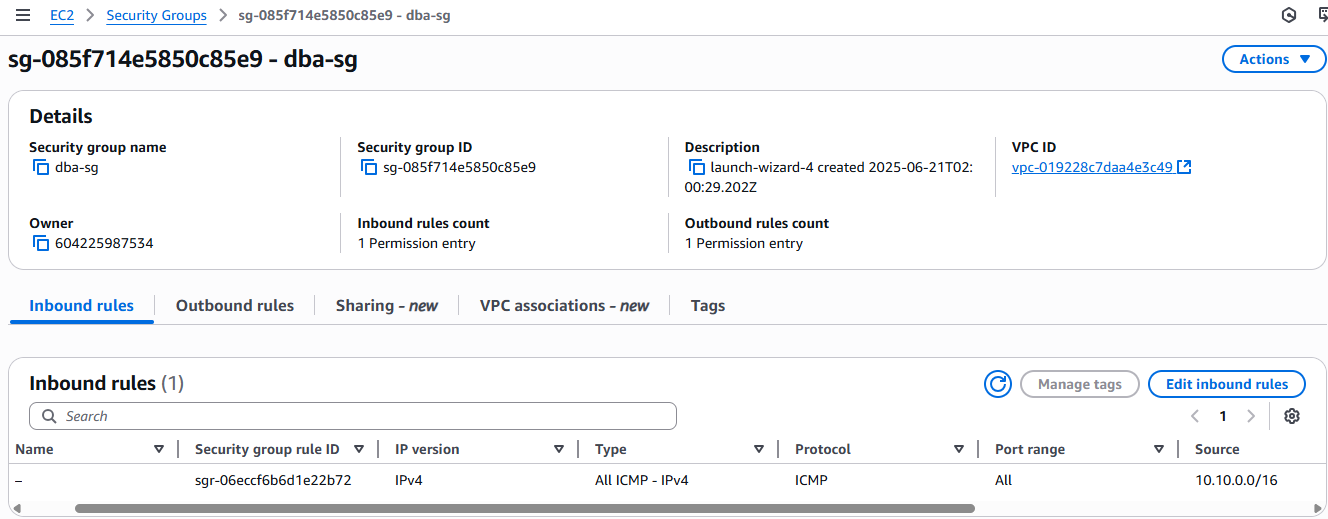 EC2 > Security Groups > sg-085f714e5850c85e9 - dba-sg
sg-085f714e5850c85e9 - dba-sg
Actions
Details
Security group name
dba-sg
Security group ID
sg-085f714e5850c85e9
Description
launch-wizard-4 created 2025-06-21T02:
00:29.202Z
VPC ID
vpc-019228c7daa4e3c49
Owner
604225987534
Inbound rules count
1 Permission entry
Outbound rules count
1 Permission entry
Inbound rules Outbound rules Sharing - new VPC associations - new Tags
Inbound rules (1)
Manage tags Edit inbound rules
Search
1
Name Security group rule ID IP version Type Protocol Port range Source
– sgr-06eccf6b6d1e22b72 IPv4 All ICMP - IPv4 ICMP All 10.10.0.0/16